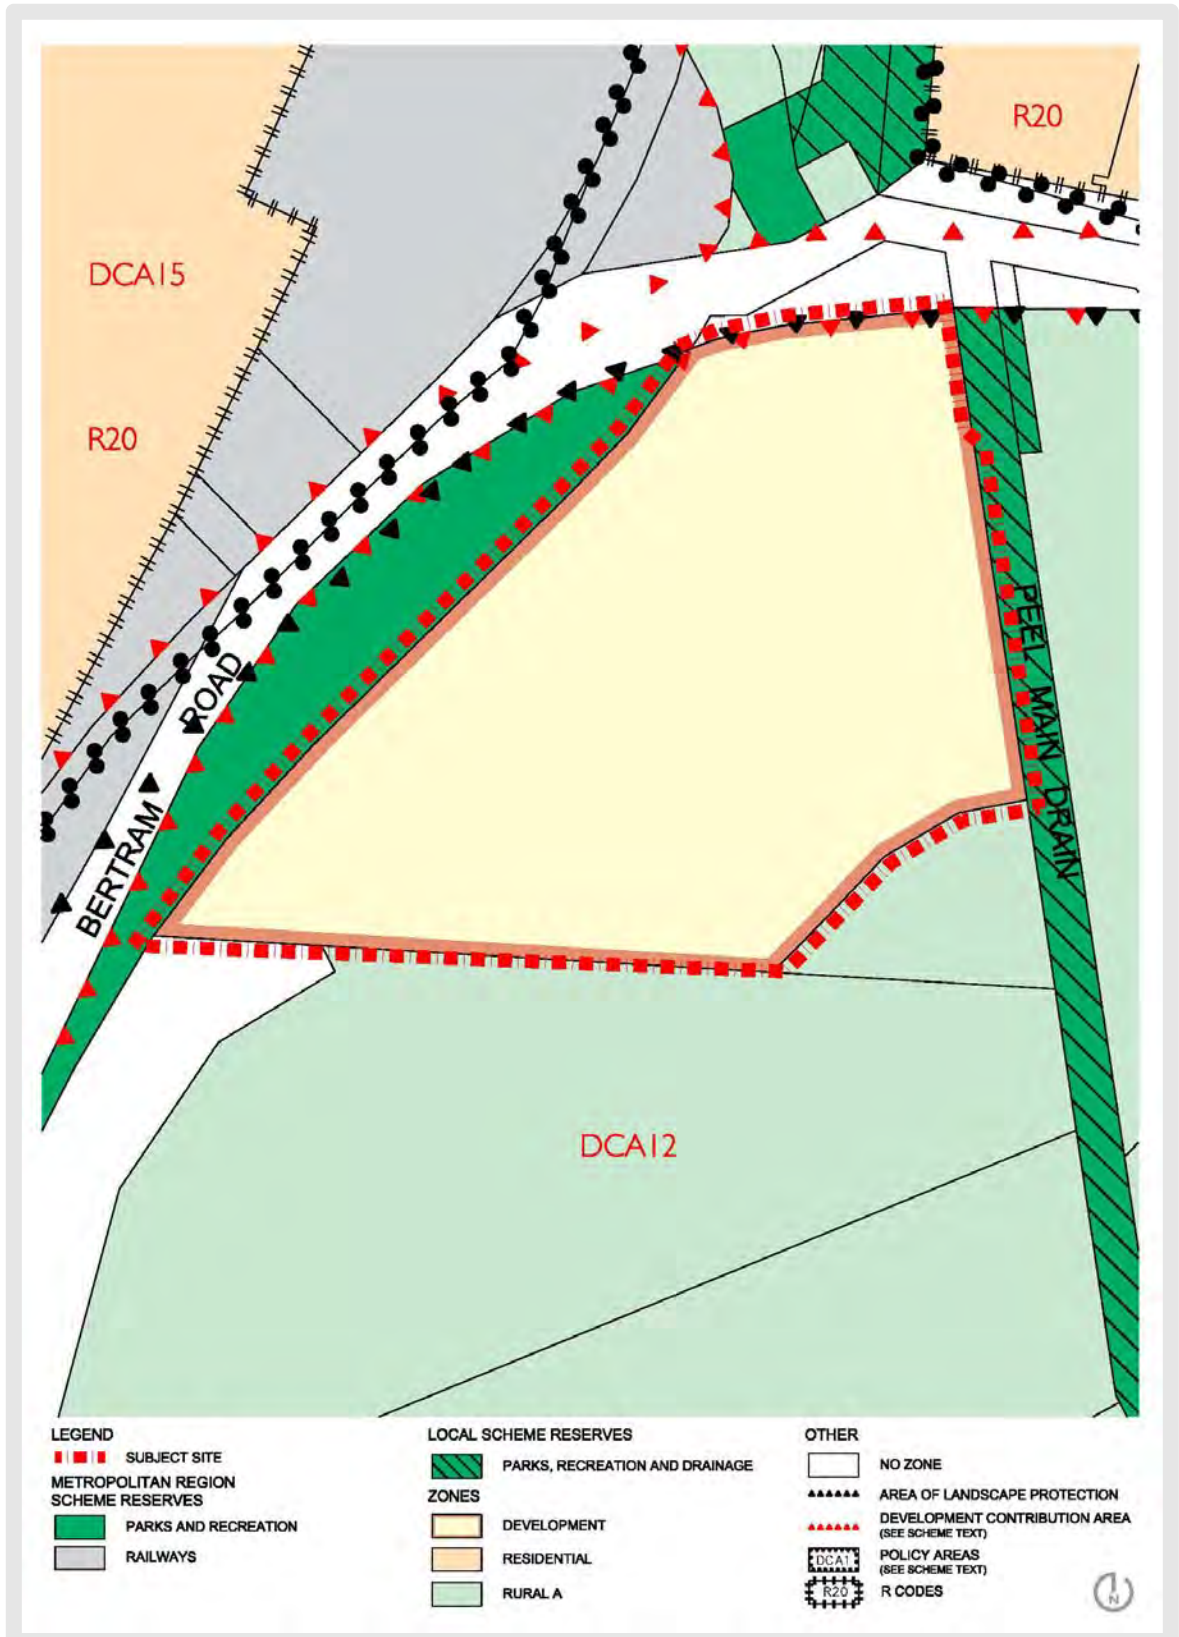 R20
DCA15
R20
PEEL MAIN DRAIN
BERTRAM ROAD
DCA12
LEGEND
SUBJECT SITE
METROPOLITAN REGION
SCHEME RESERVES
PARKS AND RECREATION
RAILWAYS
LOCAL SCHEME RESERVES
PARKS, RECREATION AND DRAINAGE
ZONES
DEVELOPMENT
RESIDENTIAL
RURAL A
OTHER
NO ZONE
AREA OF LANDSCAPE PROTECTION
DEVELOPMENT CONTRIBUTION AREA
(SEE SCHEME TEXT)
DCA1
POLICY AREAS
(SEE SCHEME TEXT)
R20
R CODES
N